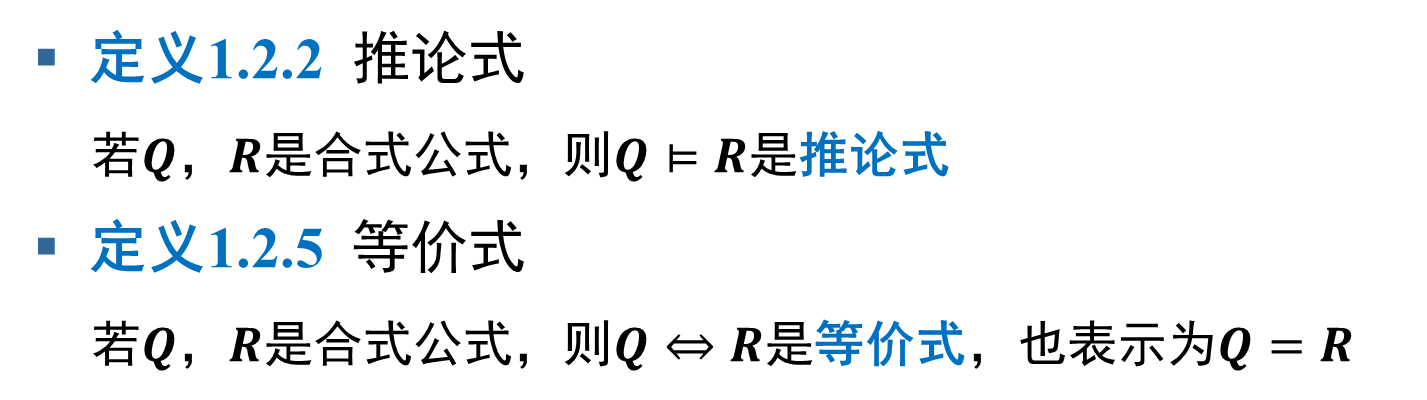 ▪ 定义1.2.2 推论式
若Q，R是合式公式，则Q ⊨ R是推论式
▪ 定义1.2.5 等价式
若Q，R是合式公式，则Q ⇔ R是等价式，也表示为Q = R